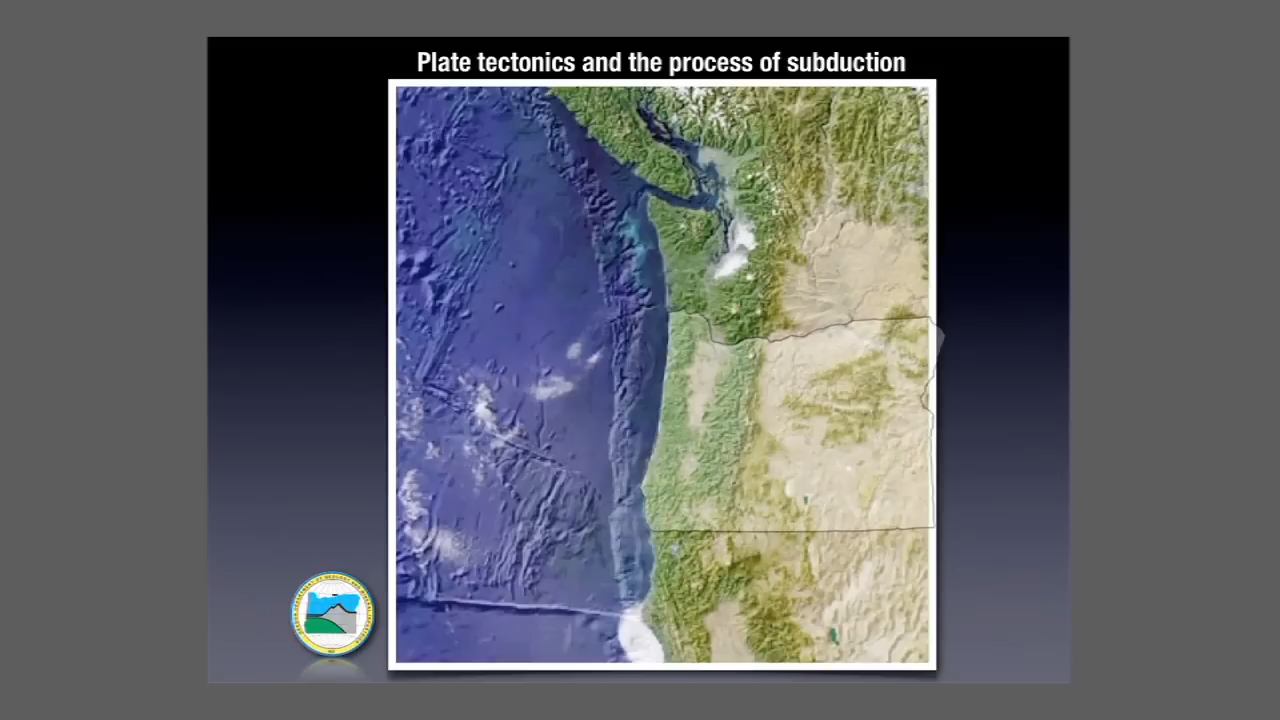 Plate tectonics and the process of subduction